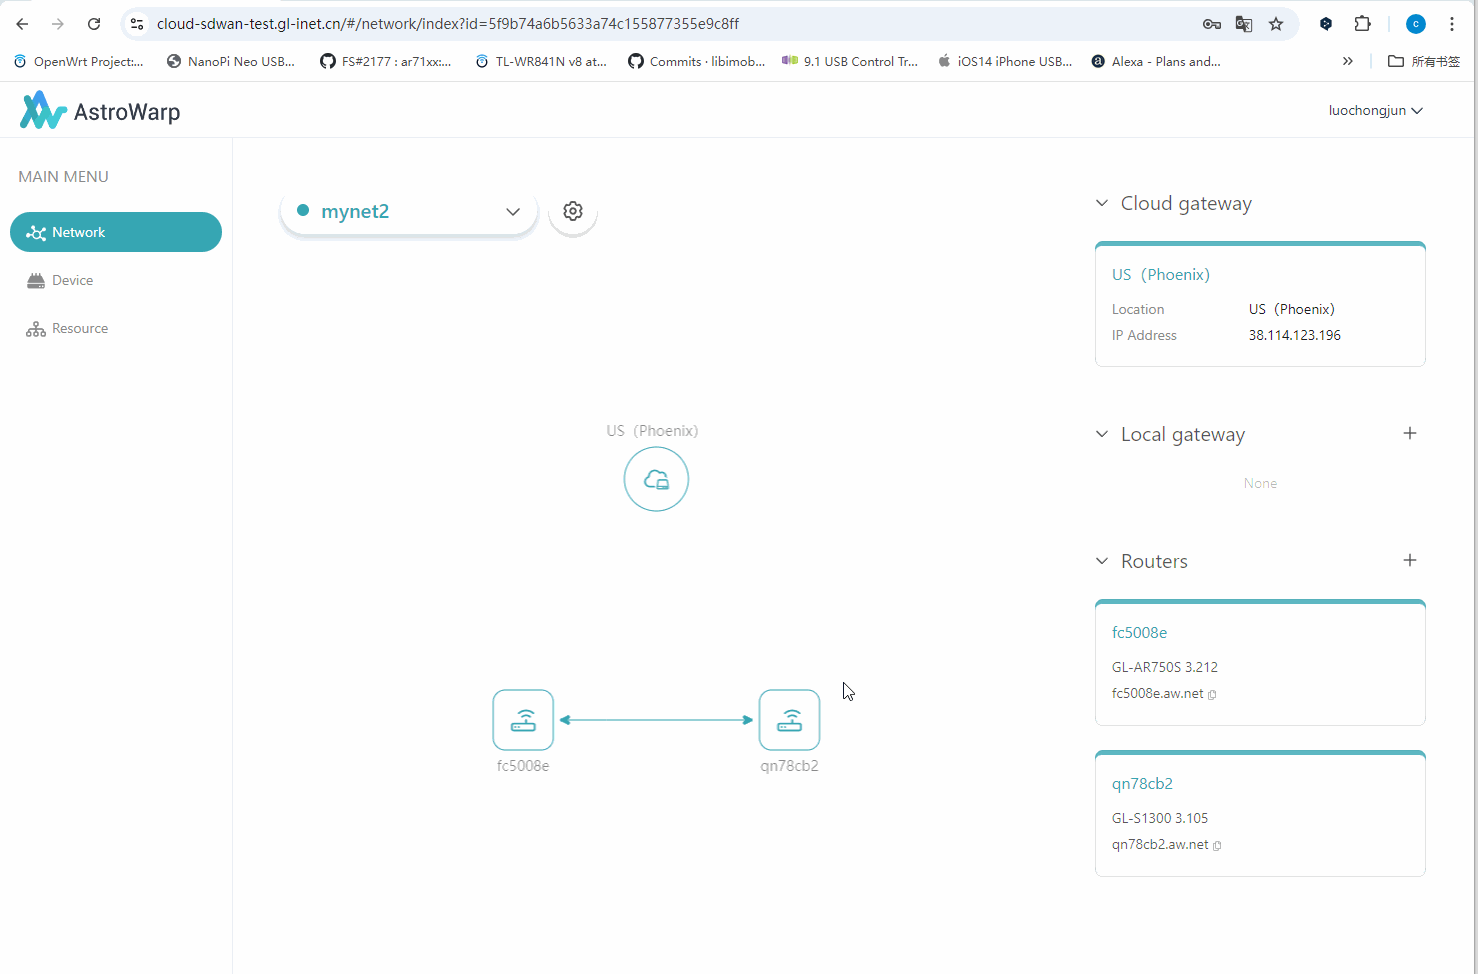 cloud-sdwan-test.gl-inet.cn/#/network/index?id=5f9b74a6b5633a74c155877355e9c8ff
C
OpenWrt Project:...
NanoPi Neo USB...
FS#2177 : ar71xx:...
TL-WR841N v8 at...
Commits · libimob...
9.1 USB Control Tr...
iOS14 iPhone USB...
a
Alexa - Plans and...
所有书签
AstroWarp
luochongjun
MAIN MENU
Network
Device
Resource
mynet2
US（Phoenix）
fc5008e
qn78cb2
Cloud gateway
US（Phoenix）
Location US（Phoenix）
IP Address 38.114.123.196
Local gateway
None
Routers
fc5008e
GL-AR750S 3.212
fc5008e.aw.net
qn78cb2
GL-S1300 3.105
qn78cb2.aw.net